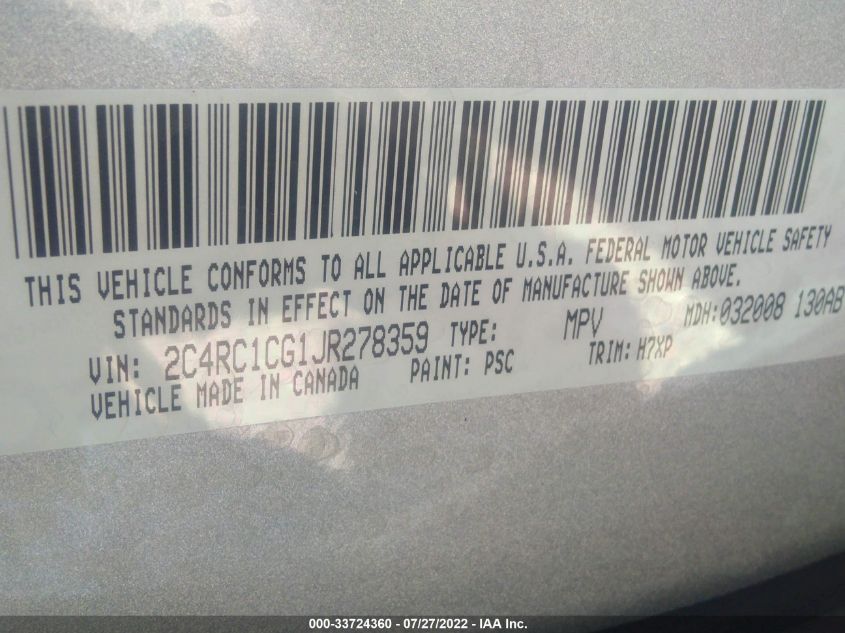 THIS VEHICLE CONFORMS TO ALL APPLICABLE U.S.A. FEDERAL MOTOR VEHICLE SAFETY
STANDARDS IN EFFECT ON THE DATE OF MANUFACTURE SHOWN ABOVE.
VIN: 2C4RC1CG1JR278359 TYPE: MPV MDH:032008 130AB
VEHICLE MADE IN CANADA PAINT: PSC TRIM: H7XP
000-33724360 - 07/27/2022 - IAA Inc.